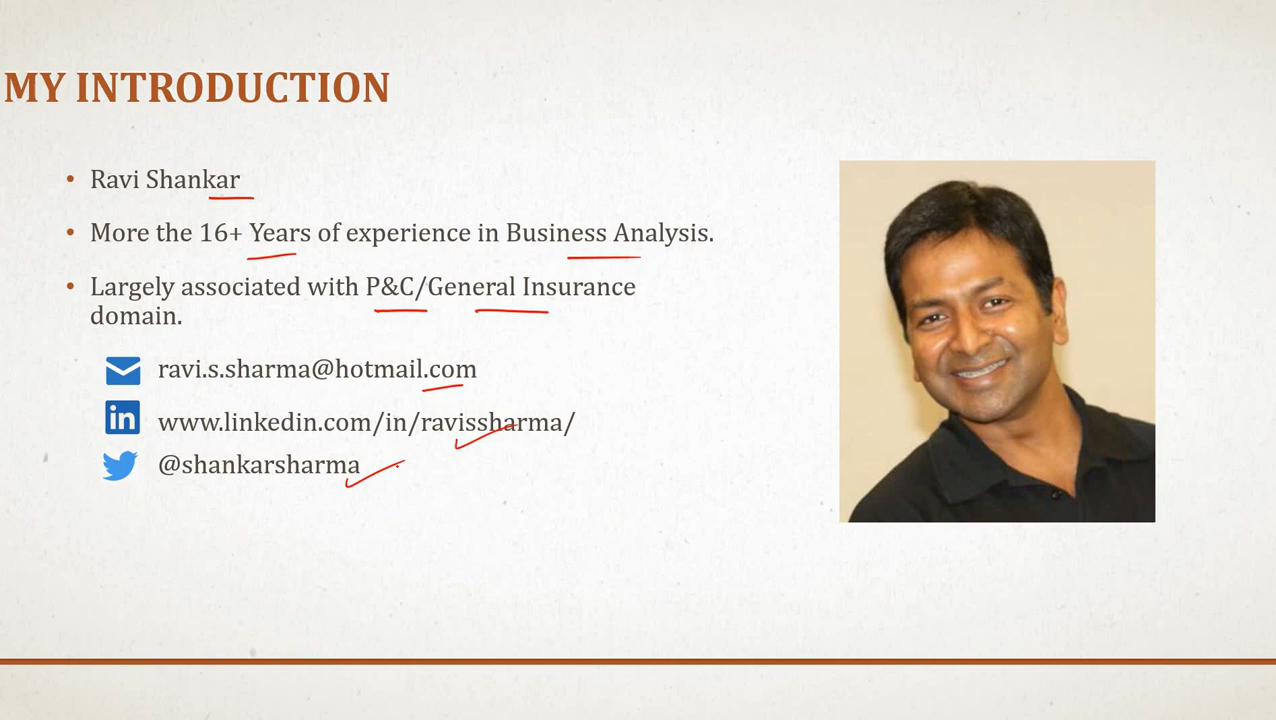 MY INTRODUCTION
• Ravi Shankar
• More the 16+ Years of experience in Business Analysis.
• Largely associated with P&C/General Insurance
domain.
ravi.s.sharma@hotmail.com
in www.linkedin.com/in/ravissharma/
@shankarsharma